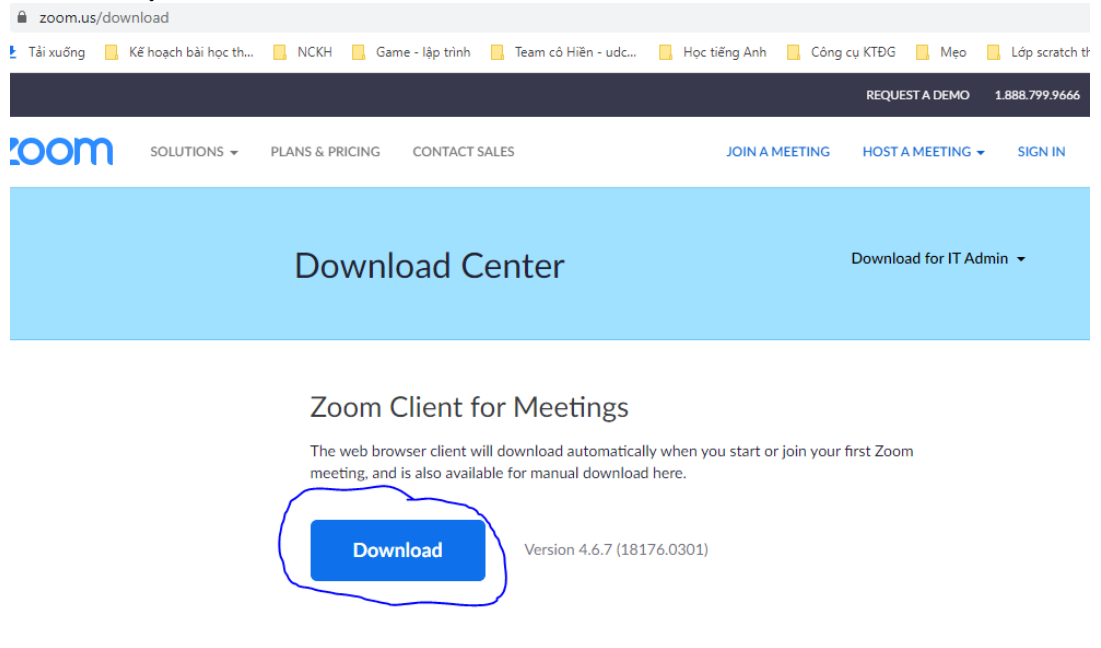 zoom.us/download
Tải xuống Kế hoạch bài học th... NCKH Game - lập trình Team cô Hiền - udc... Học tiếng Anh Công cụ KTĐG Mẹo Lớp scratch th
REQUEST A DEMO 1.888.799.9666
zoom SOLUTIONS PLANS & PRICING CONTACT SALES JOIN A MEETING HOST A MEETING SIGN IN
Download Center Download for IT Admin
Zoom Client for Meetings
The web browser client will download automatically when you start or join your first Zoom
meeting, and is also available for manual download here.
Download Version 4.6.7 (18176.0301)